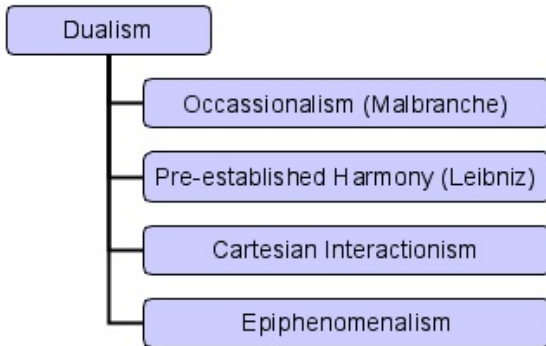 Dualism
Occassionalism (Malbranche)
Pre-established Harmony (Leibniz)
Cartesian Interactionism
Epiphenomenalism